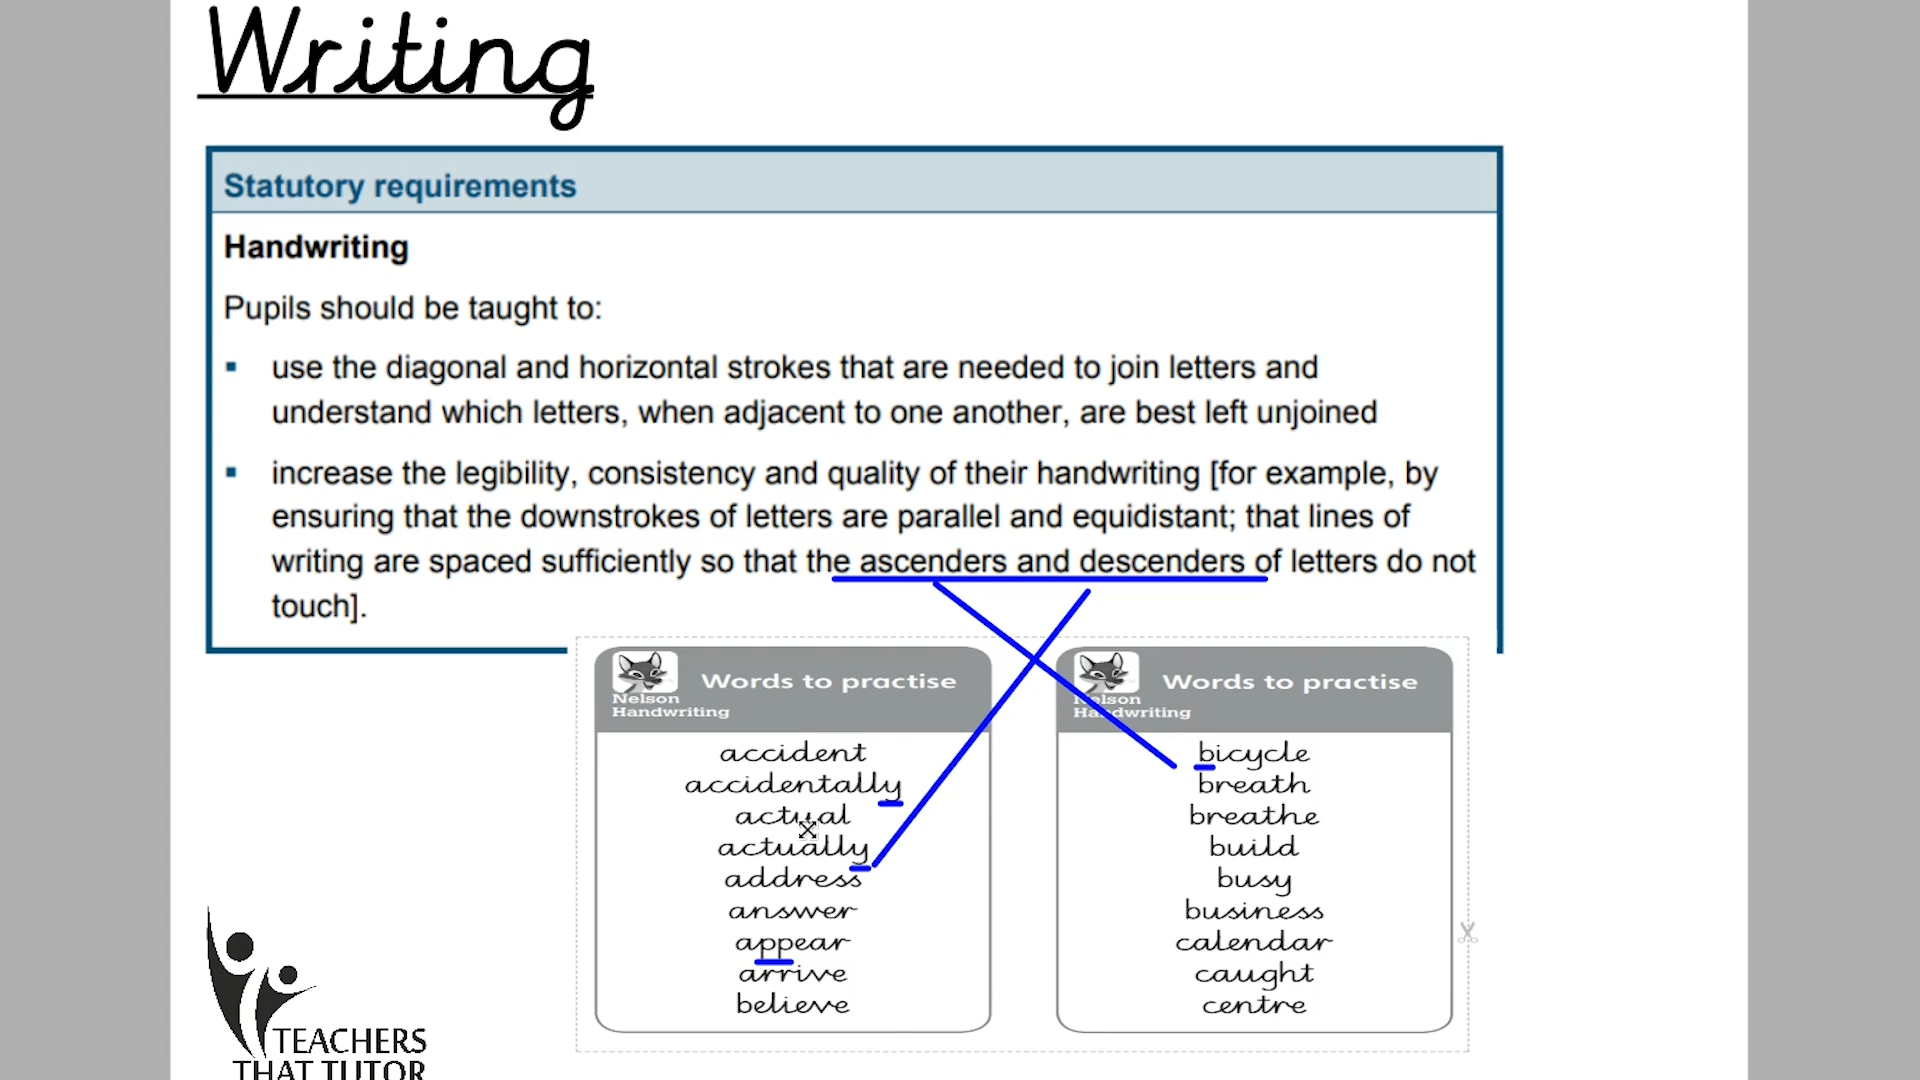 Writing
Statutory requirements
Handwriting
Pupils should be taught to:
▪ use the diagonal and horizontal strokes that are needed to join letters and
understand which letters, when adjacent to one another, are best left unjoined
▪ increase the legibility, consistency and quality of their handwriting [for example, by
ensuring that the downstrokes of letters are parallel and equidistant; that lines of
writing are spaced sufficiently so that the ascenders and descenders of letters do not
touch].
Words to practise
Nelson
Handwriting
accident
accidentally
actual
actually
address
answer
appear
arrive
believe
Words to practise
Nelson
Handwriting
bicycle
breath
breathe
build
busy
business
calendar
caught
centre
TEACHERS
THAT TUTOR